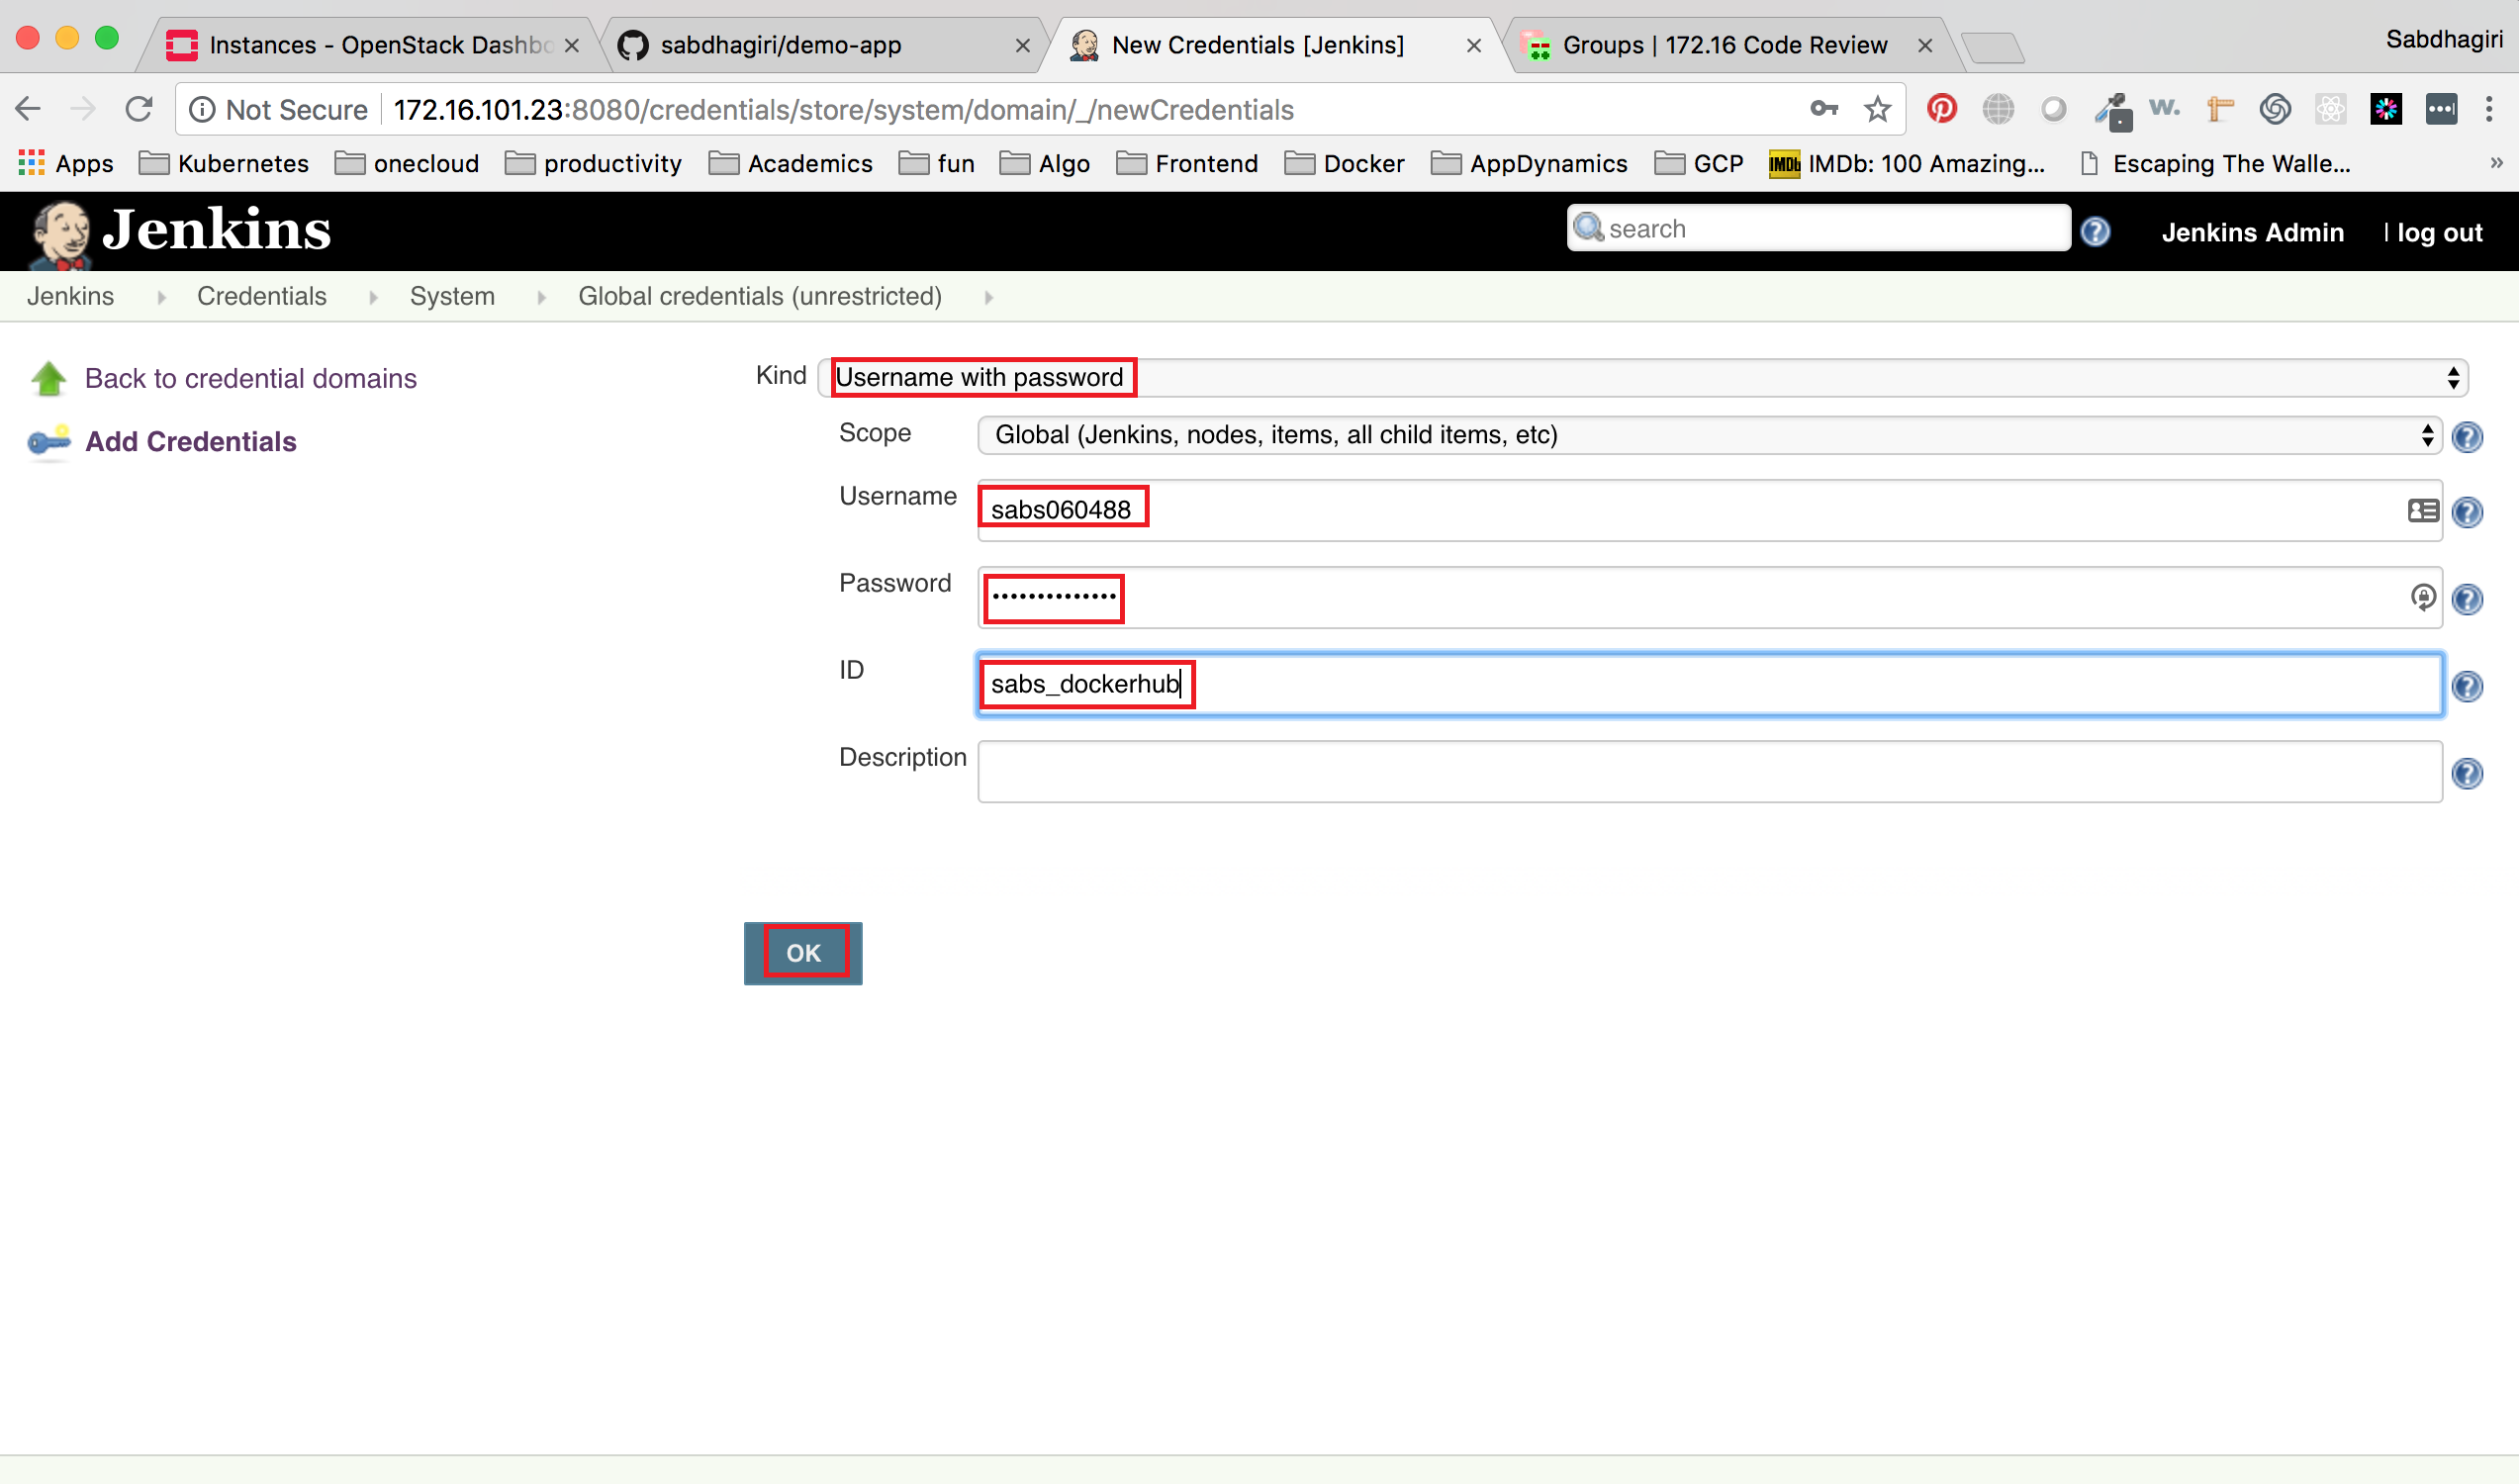 Instances - OpenStack Dashbo
sabdhagiri/demo-app
New Credentials [Jenkins]
Groups | 172.16 Code Review
Sabdhagiri
Not Secure
172.16.101.23:8080/credentials/store/system/domain/_/newCredentials
w.
Apps
Kubernetes
onecloud
productivity
Academics
fun
Algo
Frontend
Docker
AppDynamics
GCP
IMDb
IMDb: 100 Amazing...
Escaping The Walle...
»
Jenkins
search
Jenkins Admin
| log out
Jenkins
Credentials
System
Global credentials (unrestricted)
Back to credential domains
Add Credentials
Kind
Username with password
Scope
Global (Jenkins, nodes, items, all child items, etc)
Username
sabs060488
Password
••••••••••••••
ID
sabs_dockerhub
Description
OK